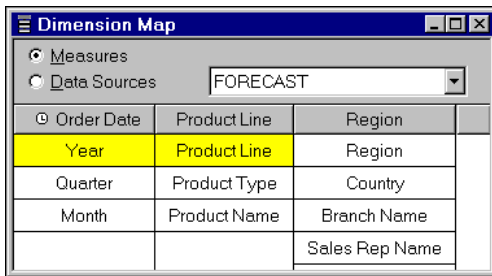 Dimension Map
Measures
Data Sources FORECAST
Order Date Product Line Region
Year Product Line Region
Quarter Product Type Country
Month Product Name Branch Name
Sales Rep Name